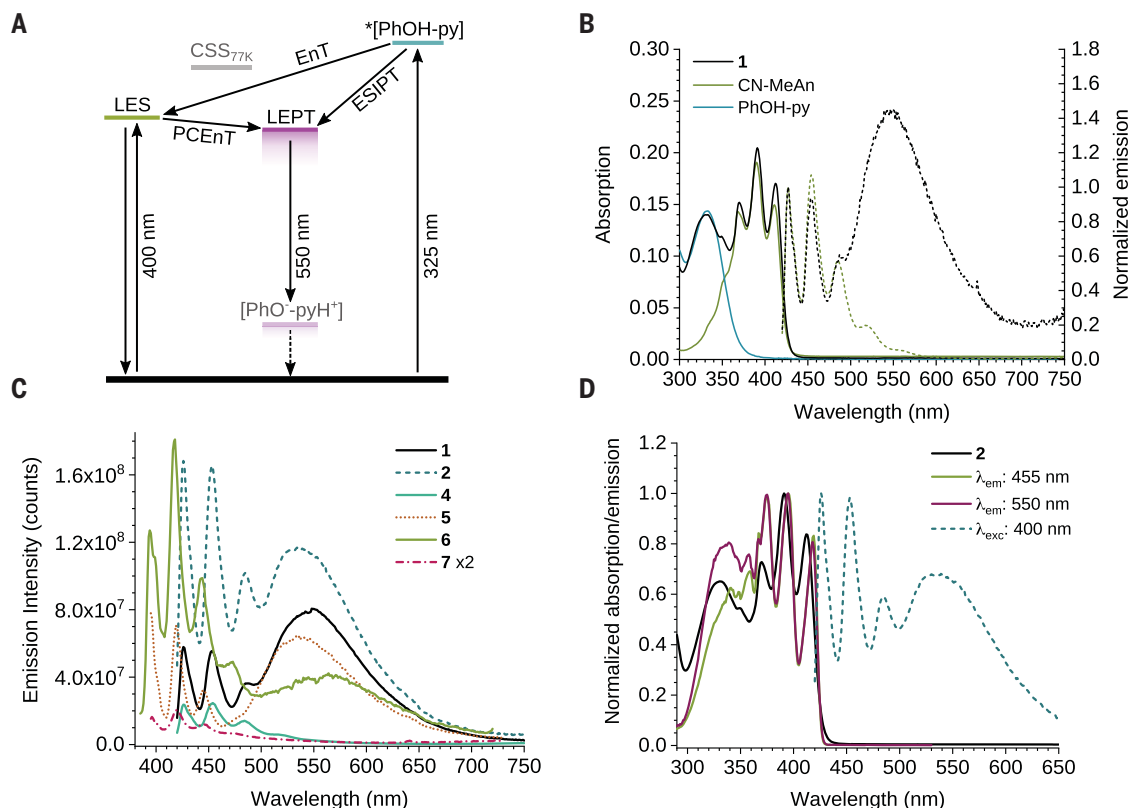 A
*[PhOH-py]
CSS77K
EnT
ESIPT
LES
LEPT
PCEnT
400 nm
550 nm
325 nm
[PhO⁻-pyH⁺]
B
0.30
0.25
0.20
0.15
0.10
0.05
0.00
Absorption
1
CN-MeAn
PhOH-py
1.8
1.6
1.4
1.2
1.0
0.8
0.6
0.4
0.2
0.0
Normalized emission
300 350 400 450 500 550 600 650 700 750
Wavelength (nm)
C
1.6x10⁸
1.2x10⁸
8.0x10⁷
4.0x10⁷
0.0
Emission Intensity (counts)
1
2
4
5
6
7 x2
400 450 500 550 600 650 700 750
Wavelength (nm)
D
1.2
1.0
0.8
0.6
0.4
0.2
0.0
Normalized absorption/emission
2
λem: 455 nm
λem: 550 nm
λexc: 400 nm
300 350 400 450 500 550 600 650
Wavelength (nm)